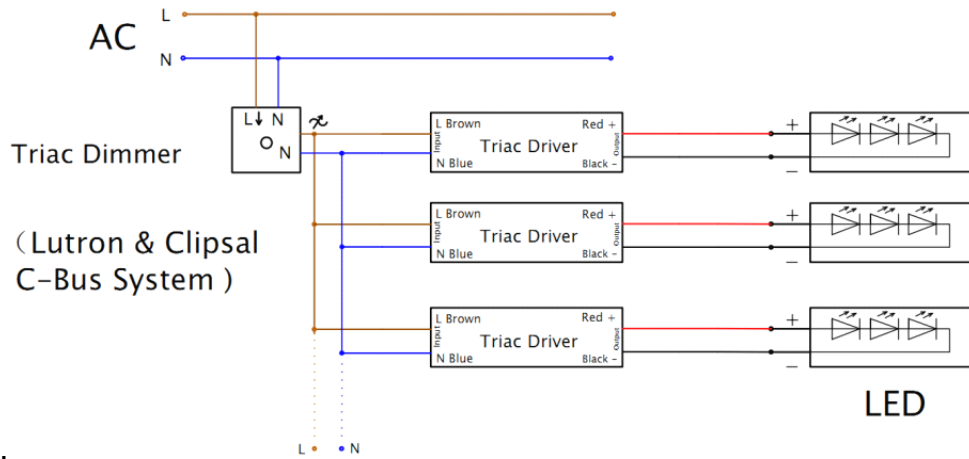 L
AC
N
L N
N
Triac Dimmer
(Lutron & Clipsal
C-Bus System )
L Brown
Input
N Blue
Triac Driver
Red +
Output
Black -
+
-
L Brown
Input
N Blue
Triac Driver
Red +
Output
Black -
+
-
L Brown
Input
N Blue
Triac Driver
Red +
Output
Black -
+
-
LED
L
N